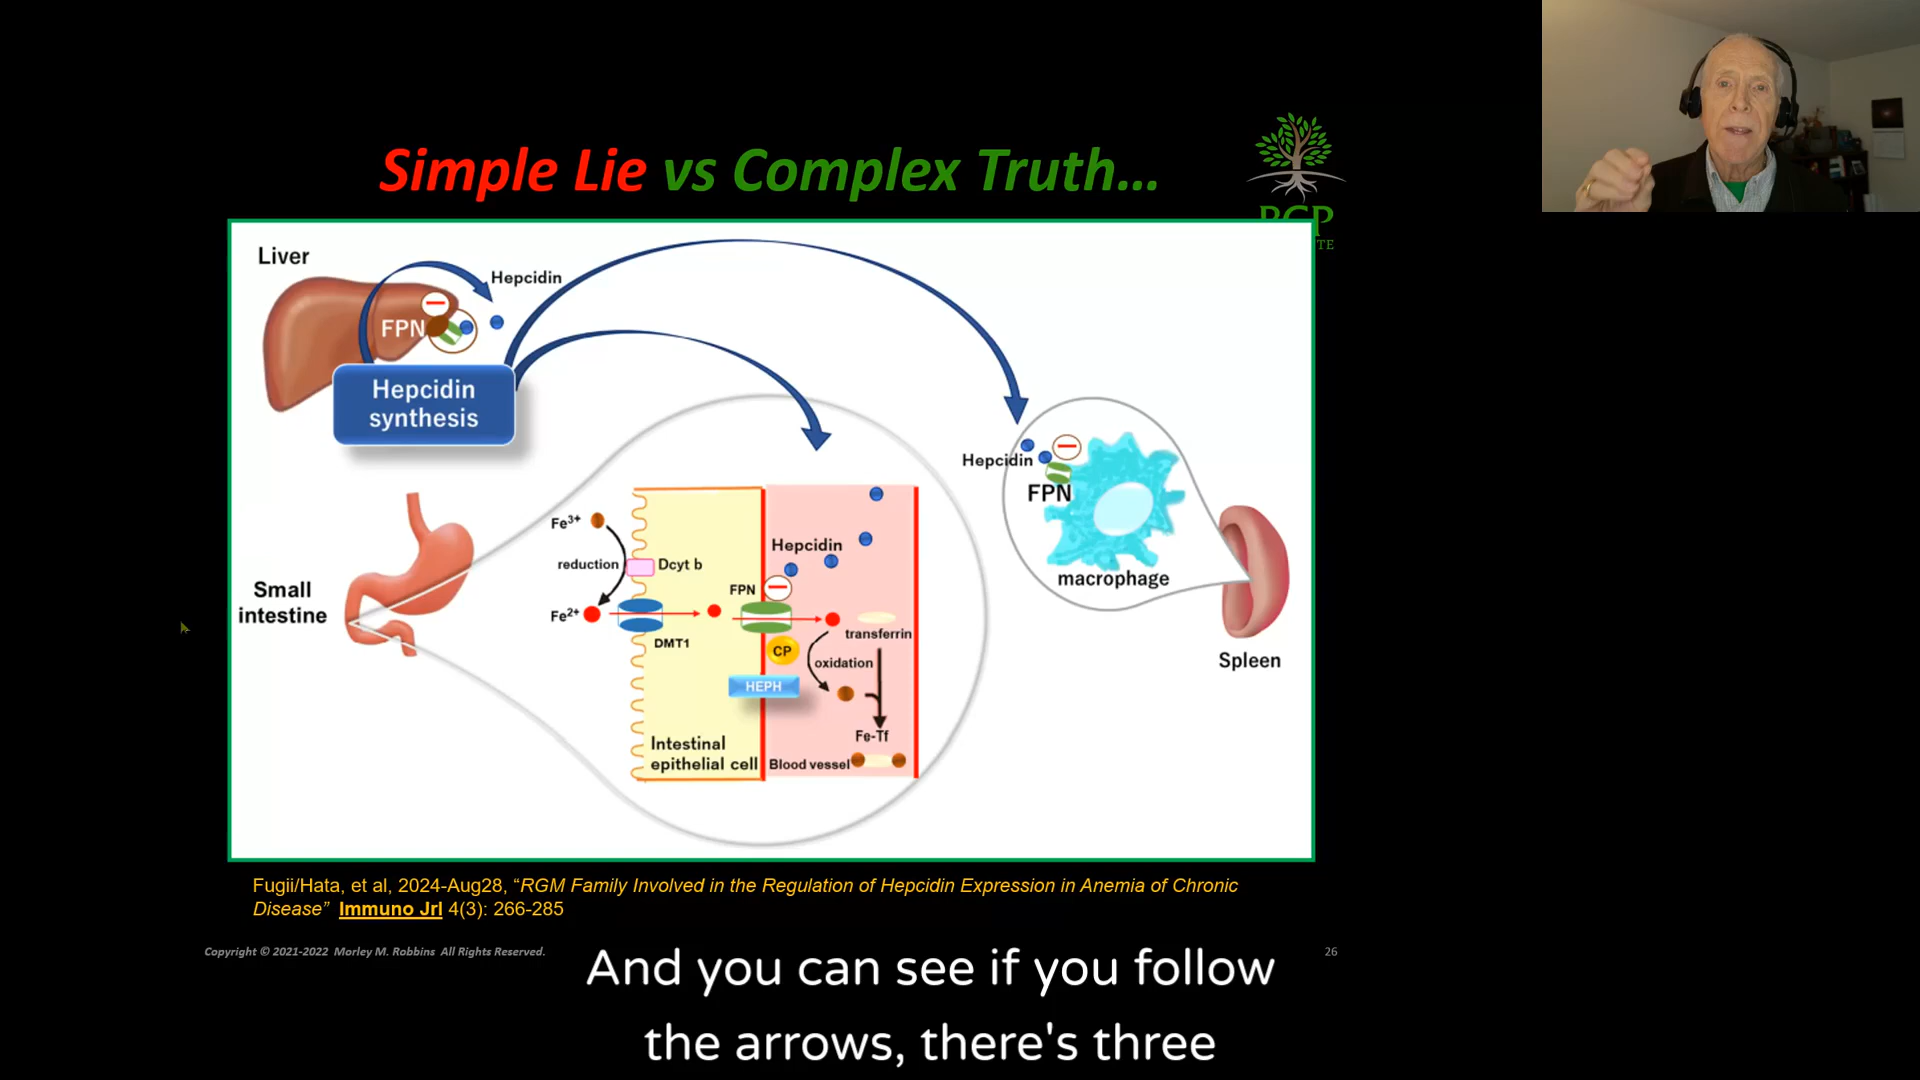 Simple Lie vs Complex Truth...
RGP
TE
Liver
Hepcidin
FPN
Hepcidin
synthesis
Hepcidin
FPN
macrophage
Spleen
Small
intestine
Fe3+
reduction
Dcyt b
Fe2+
DMT1
FPN
Hepcidin
transferrin
CP
oxidation
HEPH
Fe-Tf
Intestinal
epithelial cell
Blood vessel
Fugii/Hata, et al, 2024-Aug28, “RGM Family Involved in the Regulation of Hepcidin Expression in Anemia of Chronic
Disease” Immuno Jrl 4(3): 266-285
Copyright © 2021-2022 Morley M. Robbins All Rights Reserved.
26
And you can see if you follow
the arrows, there's three